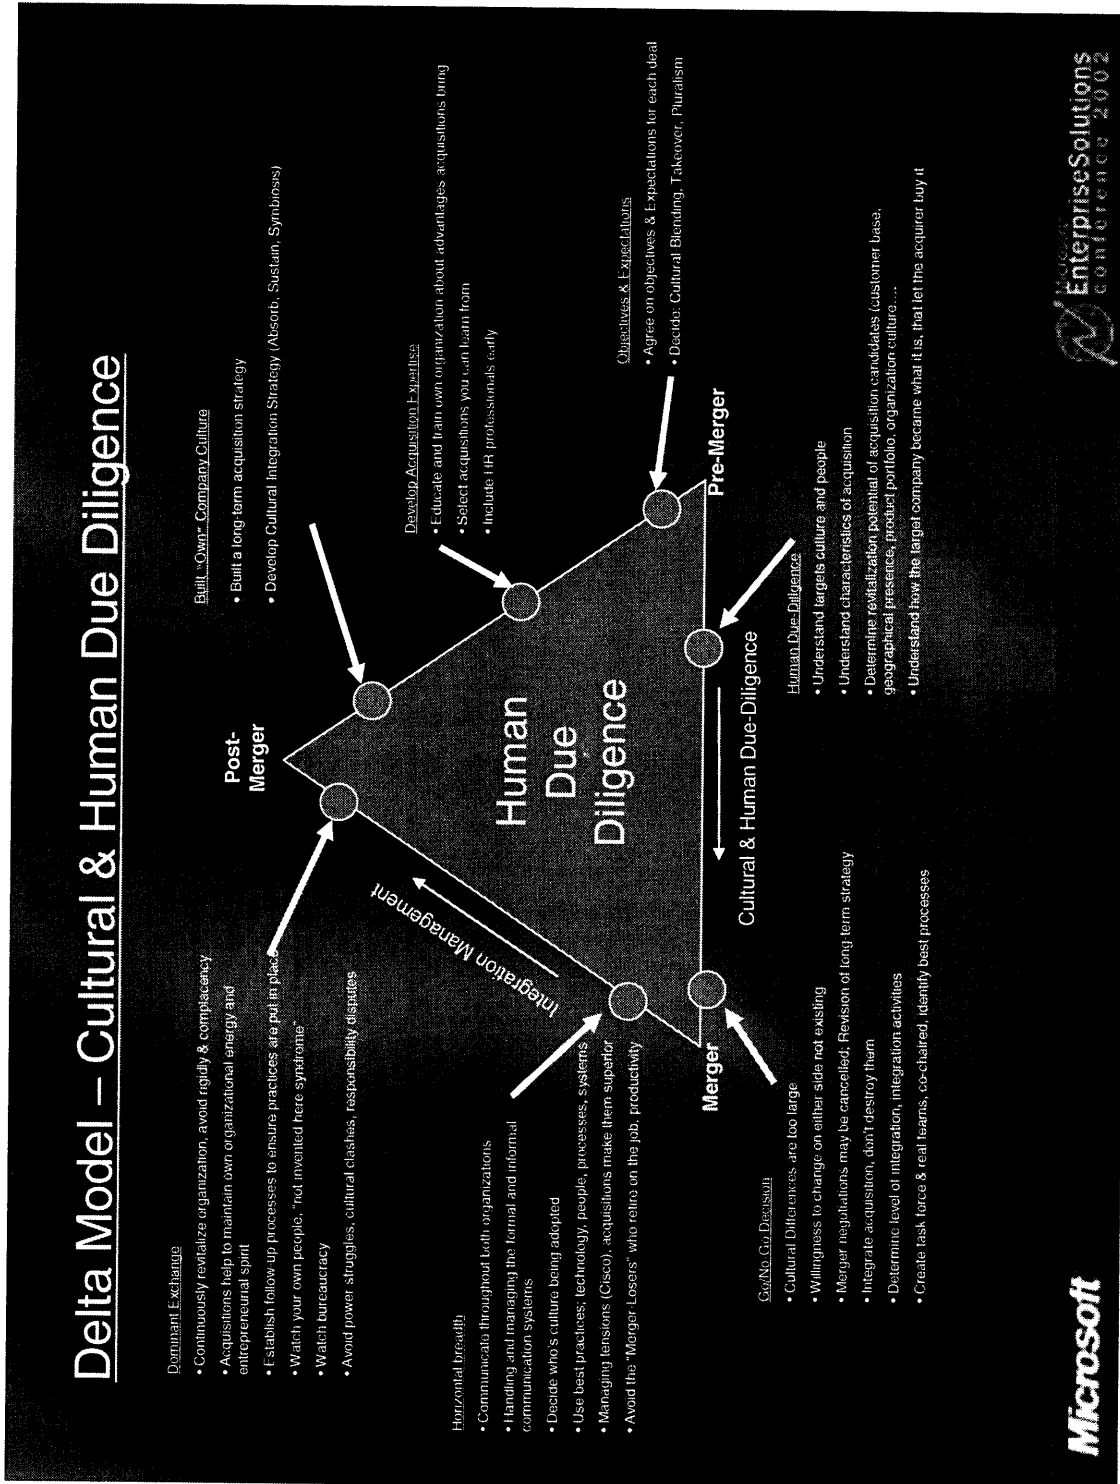 Delta Model – Cultural & Human Due Diligence
Dominant Exchange
• Continuously revitalize organization, avoid rigidly & complacency
• Acquisitions help to maintain own organizational energy and
entrepreneurial spirit
• Establish follow-up processes to ensure practices are put in place
• Watch your own people, "not invented here syndrome"
• Watch bureaucracy
• Avoid power struggles, cultural clashes, responsibility disputes
Post-
Merger
Built "Own" Company Culture
• Built a long-term acquisition strategy
• Develop Cultural Integration Strategy (Absorb, Sustain, Symbiosis)
Develop Acquisition Expertise
• Educate and train own organization about advantages acquisitions bring
• Select acquisitions you can learn from
• Include HR professionals early
Integration Management
Human
Due
Diligence
Horizontal breadth
• Communicate throughout both organizations
• Handling and managing the formal and informal
communication systems
• Decide who's culture being adopted
• Use best practices; technology, people, processes, systems
• Managing tensions (Cisco), acquisitions make them superior
• Avoid the "Merger Losers" who retire on the job, productivity
Objectives & Expectations
• Agree on objectives & Expectations for each deal
• Decide: Cultural Blending, Takeover, Pluralism
Merger
Pre-Merger
Cultural & Human Due-Diligence
Go/No Go Decision
• Cultural Differences are too large
• Willingness to change on either side not existing
• Merger negotiations may be cancelled; Revision of long-term strategy
• Integrate acquisition, don't destroy them
• Determine level of integration, integration activities
• Create task force & real teams, co-chaired, identify best processes
Human Due-Diligence
• Understand targets culture and people
• Understand characteristics of acquisition
• Determine revitalization potential of acquisition candidates (customer base,
geographical presence, product portfolio, organization culture....
• Understand how the target company became what it is, that let the acquirer buy it
Microsoft
Microsoft
EnterpriseSolutions
conference 2002